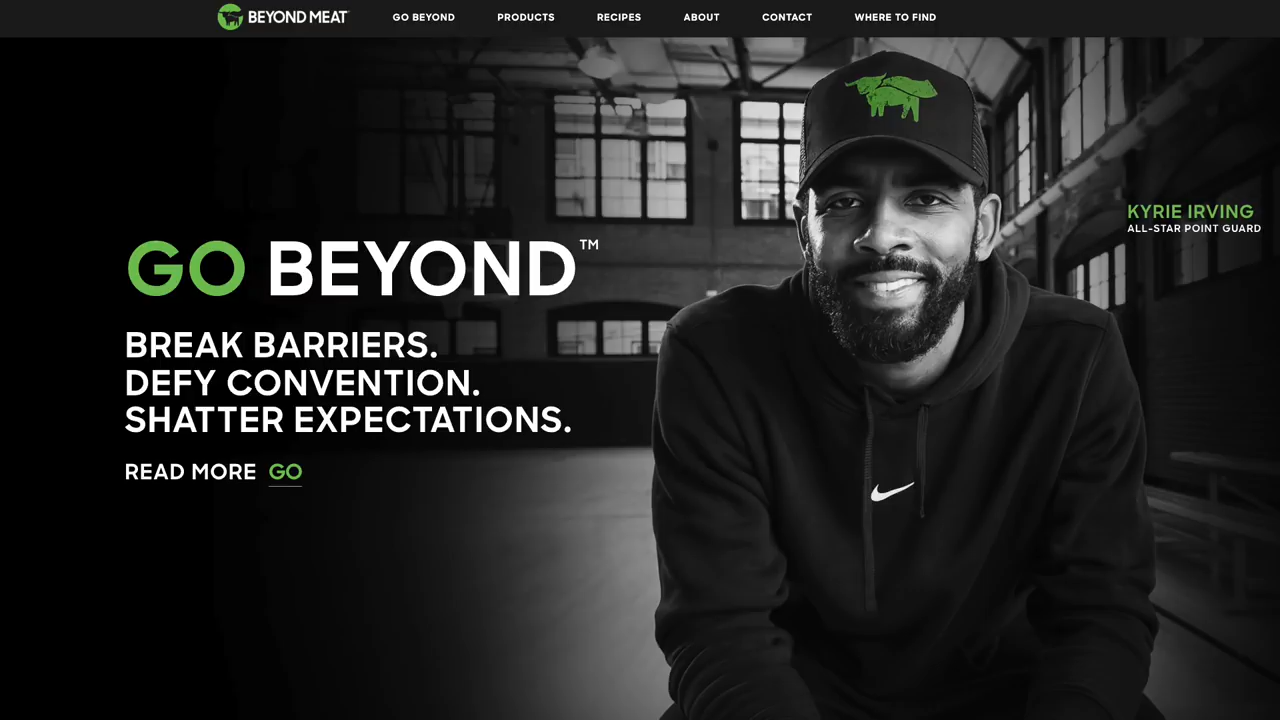 BEYOND MEAT
GO BEYOND
PRODUCTS
RECIPES
ABOUT
CONTACT
WHERE TO FIND
KYRIE IRVING
ALL-STAR POINT GUARD
GO BEYOND™
BREAK BARRIERS.
DEFY CONVENTION.
SHATTER EXPECTATIONS.
READ MORE GO